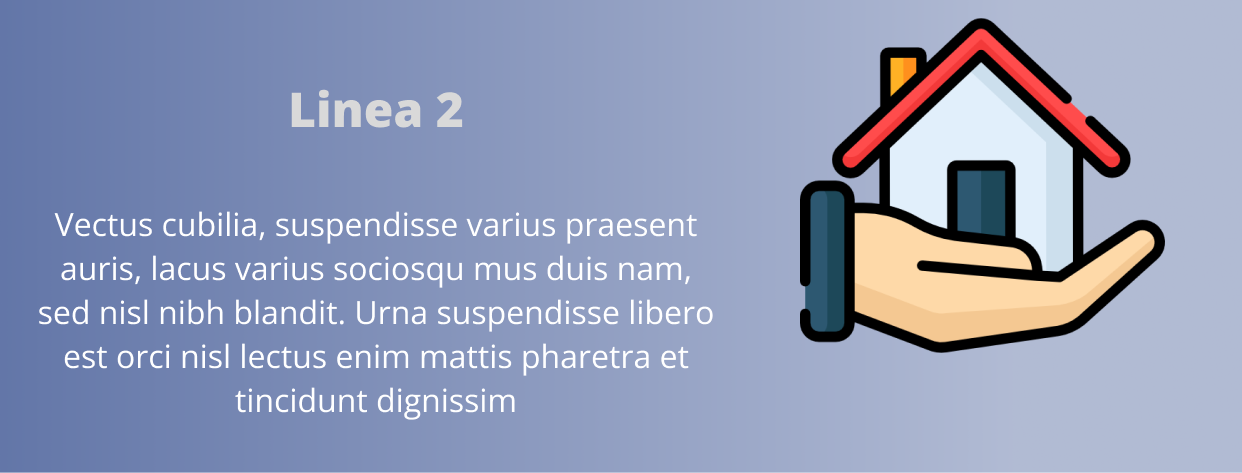 Linea 2
Vectus cubilia, suspendisse varius praesent
auris, lacus varius sociosqu mus duis nam,
sed nisl nibh blandit. Urna suspendisse libero
est orci nisl lectus enim mattis pharetra et
tincidunt dignissim